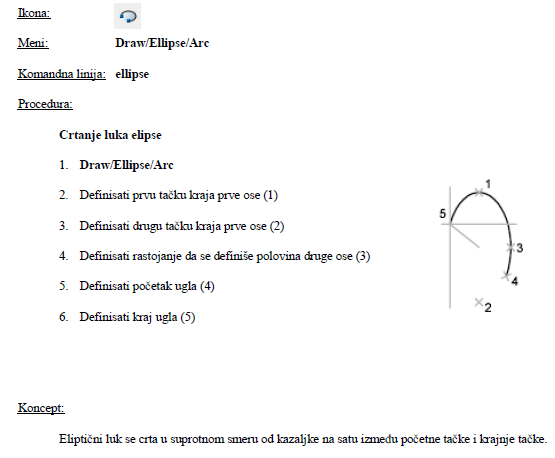 Ikona:
Meni: Draw/Ellipse/Arc
Komandna linija: ellipse
Procedura:
Crtanje luka elipse
1. Draw/Ellipse/Arc
2. Definisati prvu tačku kraja prve ose (1)
3. Definisati drugu tačku kraja prve ose (2)
4. Definisati rastojanje da se definiše polovina druge ose (3)
5. Definisati početak ugla (4)
6. Definisati kraj ugla (5)
1
5
3
4
2
Koncept:
Eliptični luk se crta u suprotnom smeru od kazaljke na satu između početne tačke i krajnje tačke.